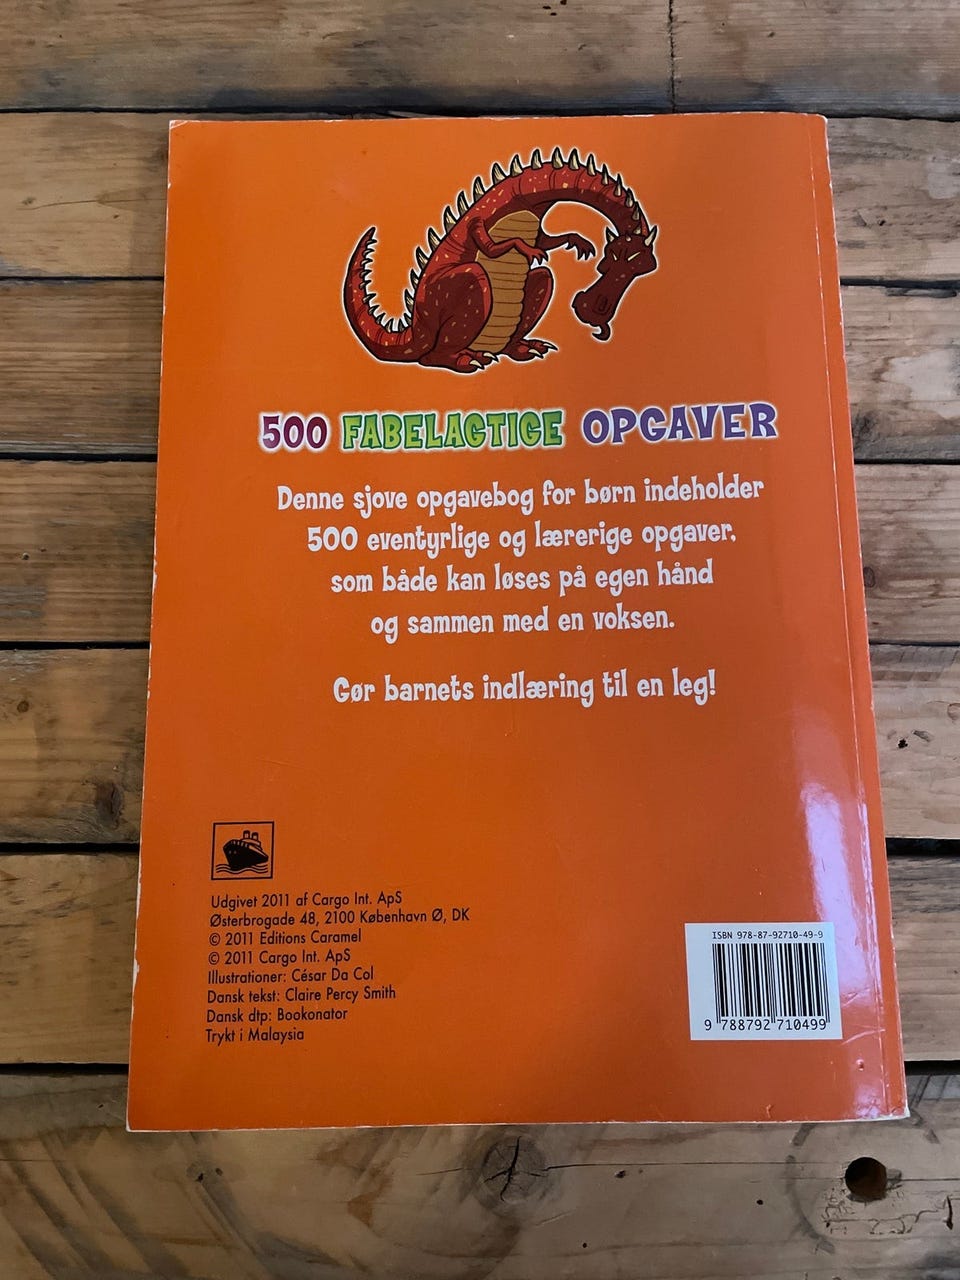 500 FABELAGTIGE OPGAVER
Denne sjove opgavebog for børn indeholder
500 eventyrlige og lærerige opgaver,
som både kan løses på egen hånd
og sammen med en voksen.
Gør barnets indlæring til en leg!
Udgivet 2011 af Cargo Int. ApS
Østerbrogade 48, 2100 København Ø, DK
© 2011 Editions Caramel
© 2011 Cargo Int. ApS
Illustrationer: César Da Col
Dansk tekst: Claire Percy Smith
Dansk dtp: Bookonator
Trykt i Malaysia
ISBN 978-87-92710-49-9
9 788792 710499